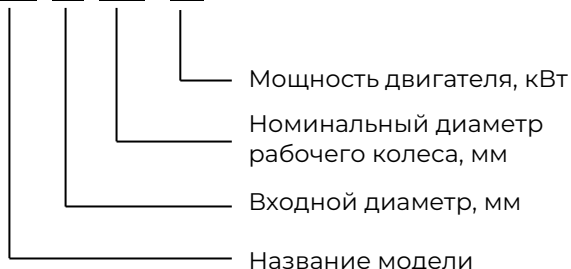 Мощность двигателя, кВт
Номинальный диаметр
рабочего колеса, мм
Входной диаметр, мм
Название модели